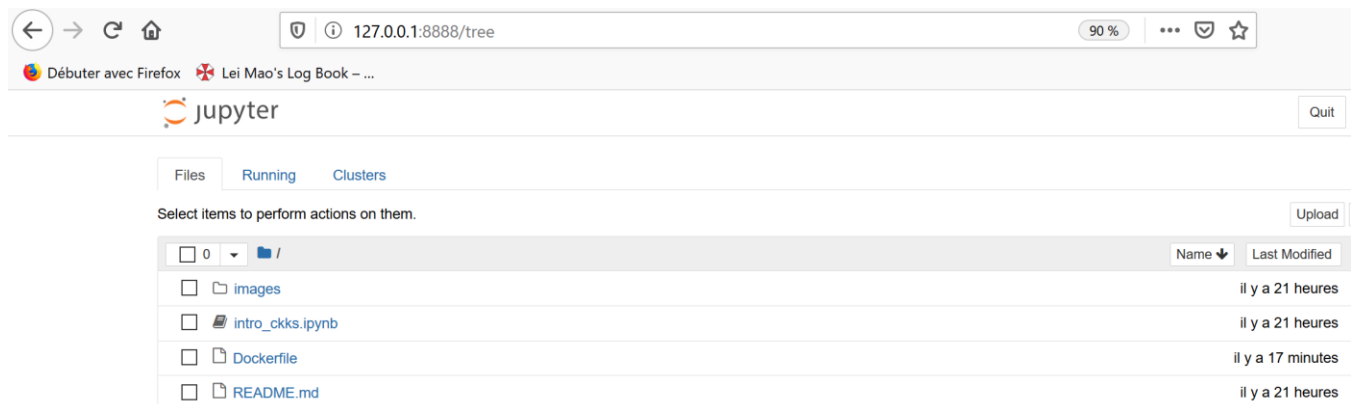 127.0.0.1:8888/tree 90 %
Débuter avec Firefox Lei Mao's Log Book – ...
jupyter Quit
Files Running Clusters
Select items to perform actions on them. Upload
0 / Name Last Modified
images il y a 21 heures
intro_ckks.ipynb il y a 21 heures
Dockerfile il y a 17 minutes
README.md il y a 21 heures